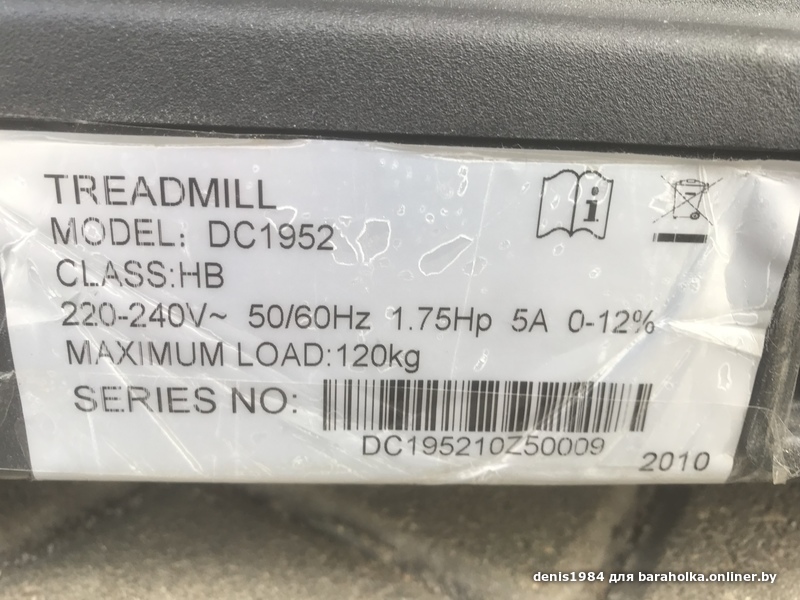 TREADMILL
MODEL: DC1952
CLASS:HB
220-240V~ 50/60Hz 1.75Hp 5A 0-12%
MAXIMUM LOAD:120kg
SERIES NO:
DC195210Z50009
2010
denis1984 для baraholka.onliner.by